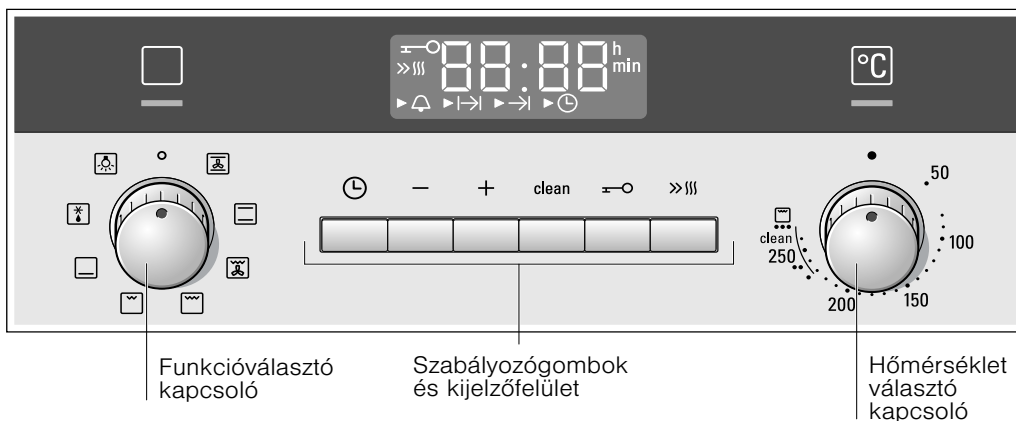 88:88 h
min
°C
clean
50
100
150
200
250
clean
Funkcióválasztó
kapcsoló
Szabályozógombok
és kijelzőfelület
Hőmérséklet
választó
kapcsoló